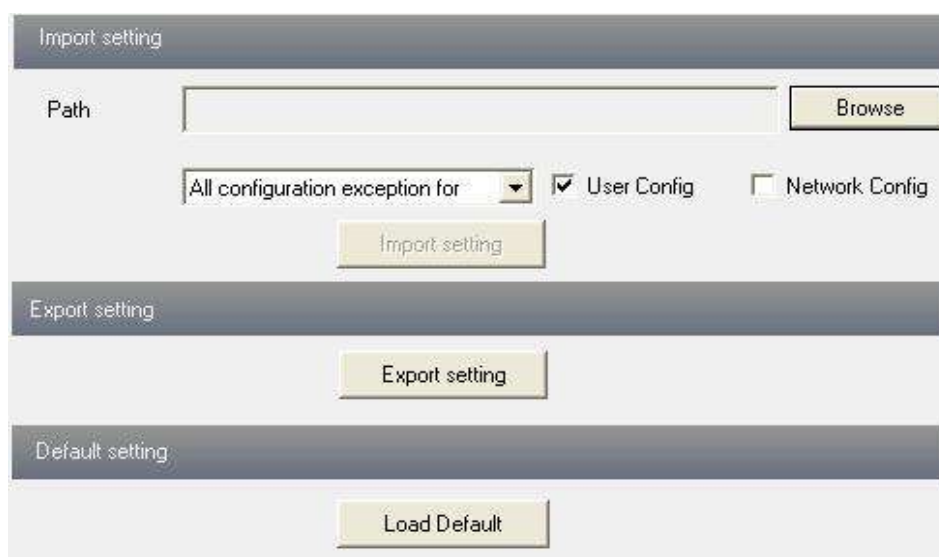 Import setting
Path
Browse
All configuration exception for
User Config
Network Config
Import setting
Export setting
Export setting
Default setting
Load Default